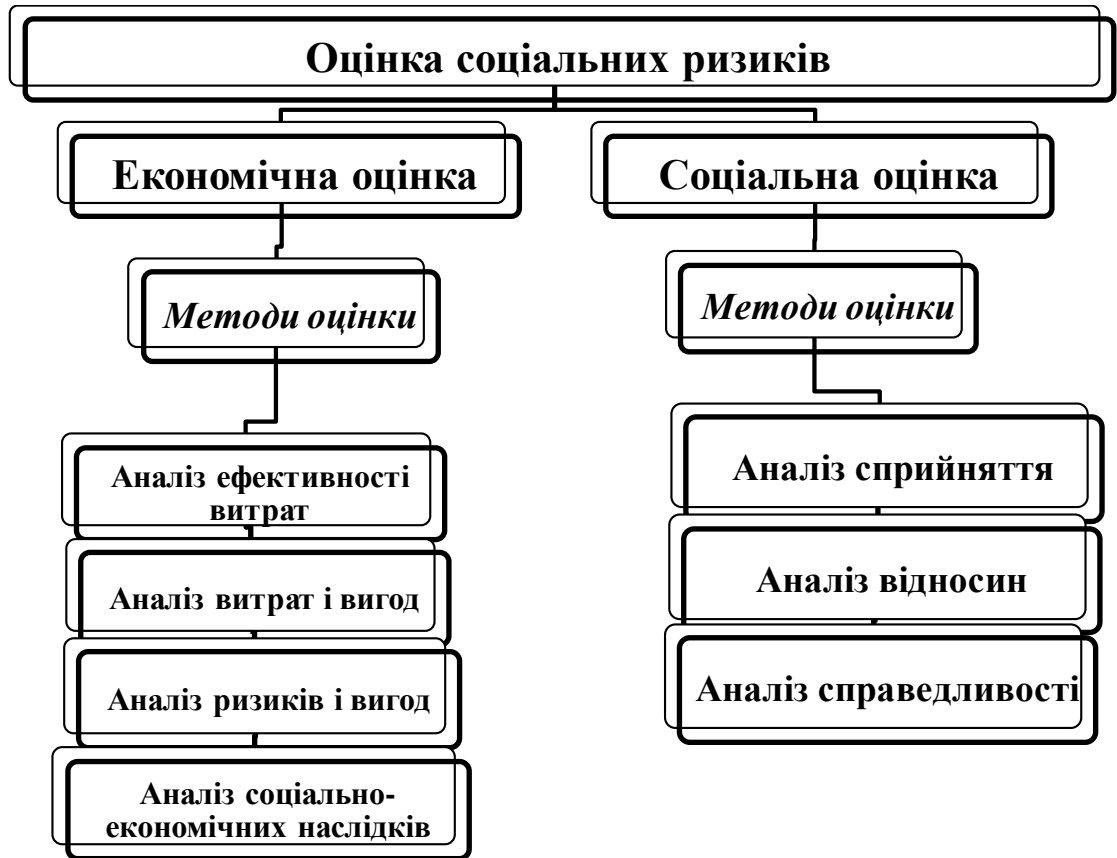 Оцінка соціальних ризиків
Економічна оцінка
Соціальна оцінка
Методи оцінки
Методи оцінки
Аналіз ефективності
витрат
Аналіз витрат і вигод
Аналіз ризиків і вигод
Аналіз соціально-
економічних наслідків
Аналіз сприйняття
Аналіз відносин
Аналіз справедливості